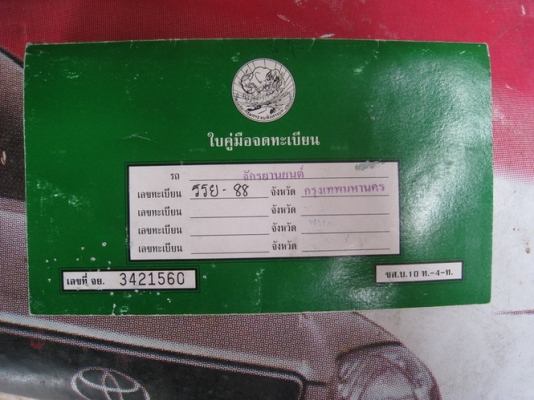 ใบคู่มือจดทะเบียน
รถ จักรยานยนต์
เลขทะเบียน รรย - 88 จังหวัด กรุงเทพมหานคร
เลขทะเบียน จังหวัด
เลขทะเบียน จังหวัด
เลขทะเบียน จังหวัด
เลขที่ จย. 3421560
ขส.บ.10 ท.-4-ท.